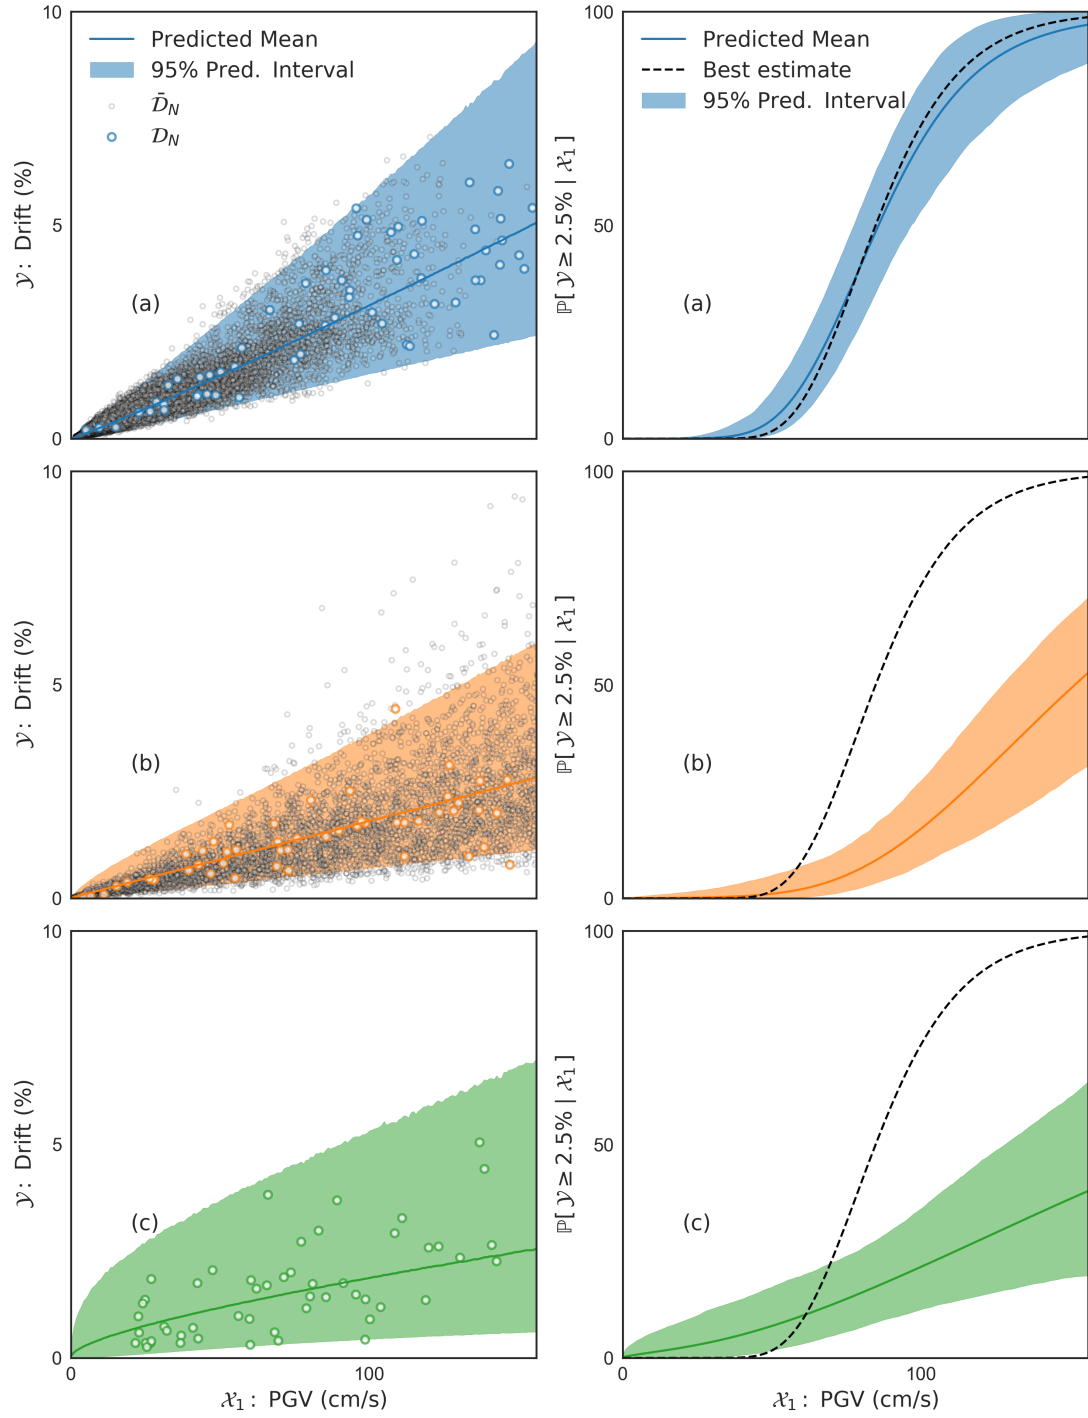 10
Predicted Mean
95% Pred. Interval
𝒟̄_N
𝒟_N
5
(a)
0
𝒴: Drift (%)
100
Predicted Mean
Best estimate
95% Pred. Interval
50
(a)
0
ℙ[𝒴 ≥ 2.5% | 𝒳₁]
10
5
(b)
0
𝒴: Drift (%)
100
50
(b)
0
ℙ[𝒴 ≥ 2.5% | 𝒳₁]
10
5
(c)
0
𝒴: Drift (%)
0 100
𝒳₁: PGV (cm/s)
100
50
(c)
0
ℙ[𝒴 ≥ 2.5% | 𝒳₁]
0 100
𝒳₁: PGV (cm/s)